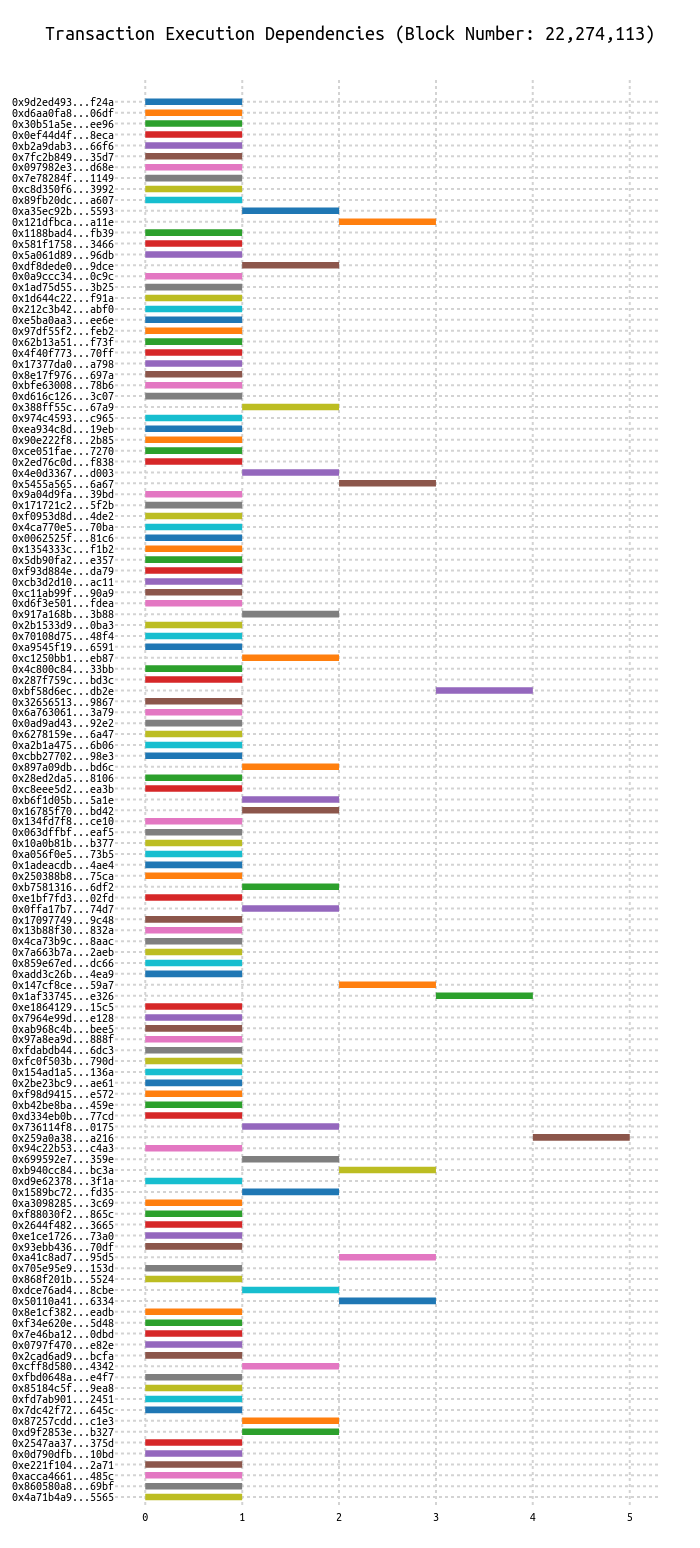 Transaction Execution Dependencies (Block Number: 22,274,113)
0x9d2ed493...f24a
0xd6aa0fa8...06df
0x30b51a5e...ee96
0x0ef44d4f...8eca
0xb2a9dab3...66f6
0x7fc2b849...35d7
0x097982e3...d68e
0x7e78284f...1149
0xc8d350f6...3992
0x89fb20dc...a607
0xa35ec92b...5593
0x121dfbca...a11e
0x1188bad4...fb39
0x581f1758...3466
0x5a061d89...96db
0xdf8dede0...9dce
0x0a9ccc34...0c9c
0x1ad75d55...3b25
0x1d644c22...f91a
0x212c3b42...abf0
0xe5ba0aa3...ee6e
0x97df55f2...feb2
0x62b13a51...f73f
0x4f40f773...70ff
0x17377da0...a798
0x8e17f976...697a
0xbfe63008...78b6
0xd616c126...3c07
0x388ff55c...67a9
0x974c4593...c965
0xea934c8d...19eb
0x90e222f8...2b85
0xce051fae...7270
0x2ed76c0d...f838
0x4e0d3367...d003
0x5455a565...6a67
0x9a04d9fa...39bd
0x171721c2...5f2b
0xf0953d8d...4de2
0x4ca770e5...70ba
0x0062525f...81c6
0x1354333c...f1b2
0x5db90fa2...e357
0xf93d884e...da79
0xcb3d2d10...ac11
0xc11ab99f...90a9
0xd6f3e501...fdea
0x917a168b...3b88
0x2b1533d9...0ba3
0x70108d75...48f4
0xa9545f19...6591
0xc1250bb1...eb87
0x4c800c84...33bb
0x287f759c...bd3c
0xbf58d6ec...db2e
0x32656513...9867
0x6a763061...3a79
0x0ad9ad43...92e2
0x6278159e...6a47
0xa2b1a475...6b06
0xcbb27702...98e3
0x897a09db...bd6c
0x28ed2da5...8106
0xc8eee5d2...ea3b
0xb6f1d05b...5a1e
0x16785f70...bd42
0x134fd7f8...ce10
0x063dffbf...eaf5
0x10a0b81b...b377
0xa056f0e5...73b5
0x1adeacdb...4ae4
0x250388b8...75ca
0xb7581316...6df2
0xe1bf7fd3...02fd
0x0ffa17b7...74d7
0x17097749...9c48
0x13b88f30...832a
0x4ca73b9c...8aac
0x7a663b7a...2aeb
0x859e67ed...dc66
0xadd3c26b...4ea9
0x147cf8ce...59a7
0x1af33745...e326
0xe1864129...15c5
0x7964e99d...e128
0xab968c4b...bee5
0x97a8ea9d...888f
0xfdabdb44...6dc3
0xfc0f503b...790d
0x154ad1a5...136a
0x2be23bc9...ae61
0xf98d9415...e572
0xb42be8ba...459e
0xd334eb0b...77cd
0x736114f8...0175
0x259a0a38...a216
0x94c22b53...c4a3
0x699592e7...359e
0xb940cc84...bc3a
0xd9e62378...3f1a
0x1589bc72...fd35
0xa3098285...3c69
0xf88030f2...865c
0x2644f482...3665
0xe1ce1726...73a0
0x93ebb436...70df
0xa41c8ad7...95d5
0x705e95e9...153d
0x868f201b...5524
0xdce76ad4...8cbe
0x50110a41...6334
0x8e1cf382...eadb
0xf34e620e...5d48
0x7e46ba12...0dbd
0x0797f470...e82e
0x2cad6ad9...bcfa
0xcff8d580...4342
0xfbd0648a...e4f7
0x85184c5f...9ea8
0xfd7ab901...2451
0x7dc42f72...645c
0x87257cdd...c1e3
0xd9f2853e...b327
0x2547aa37...375d
0x0d790dfb...10bd
0xe221f104...2a71
0xacca4661...485c
0x860580a8...69bf
0x4a71b4a9...5565
0 1 2 3 4 5